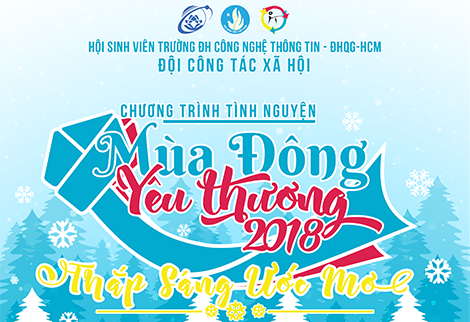 HỘI SINH VIÊN TRƯỜNG ĐH CÔNG NGHỆ THÔNG TIN - ĐHQG-HCM
ĐỘI CÔNG TÁC XÃ HỘI
CHƯƠNG TRÌNH TÌNH NGUYỆN
Mùa Đông
Yêu thương
2018
Thắp Sáng Ước Mơ